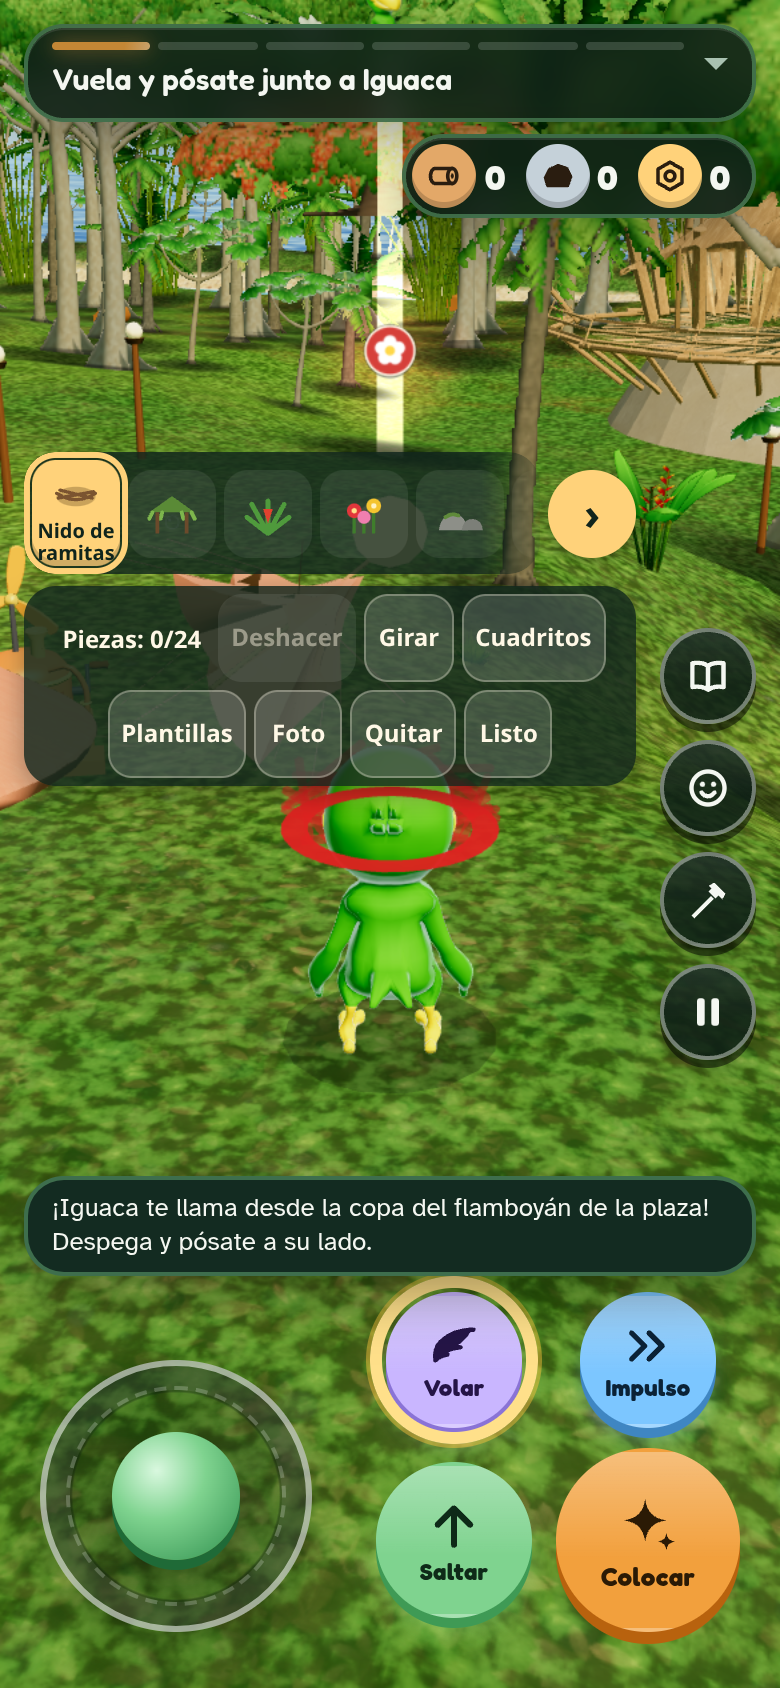 Vuela y pósate junto a Iguaca
0 0 0
Nido de
ramitas
›
Piezas: 0/24 Deshacer Girar Cuadritos
Plantillas Foto Quitar Listo
¡Iguaca te llama desde la copa del flamboyán de la plaza!
Despega y pósate a su lado.
Volar Impulso
Saltar Colocar